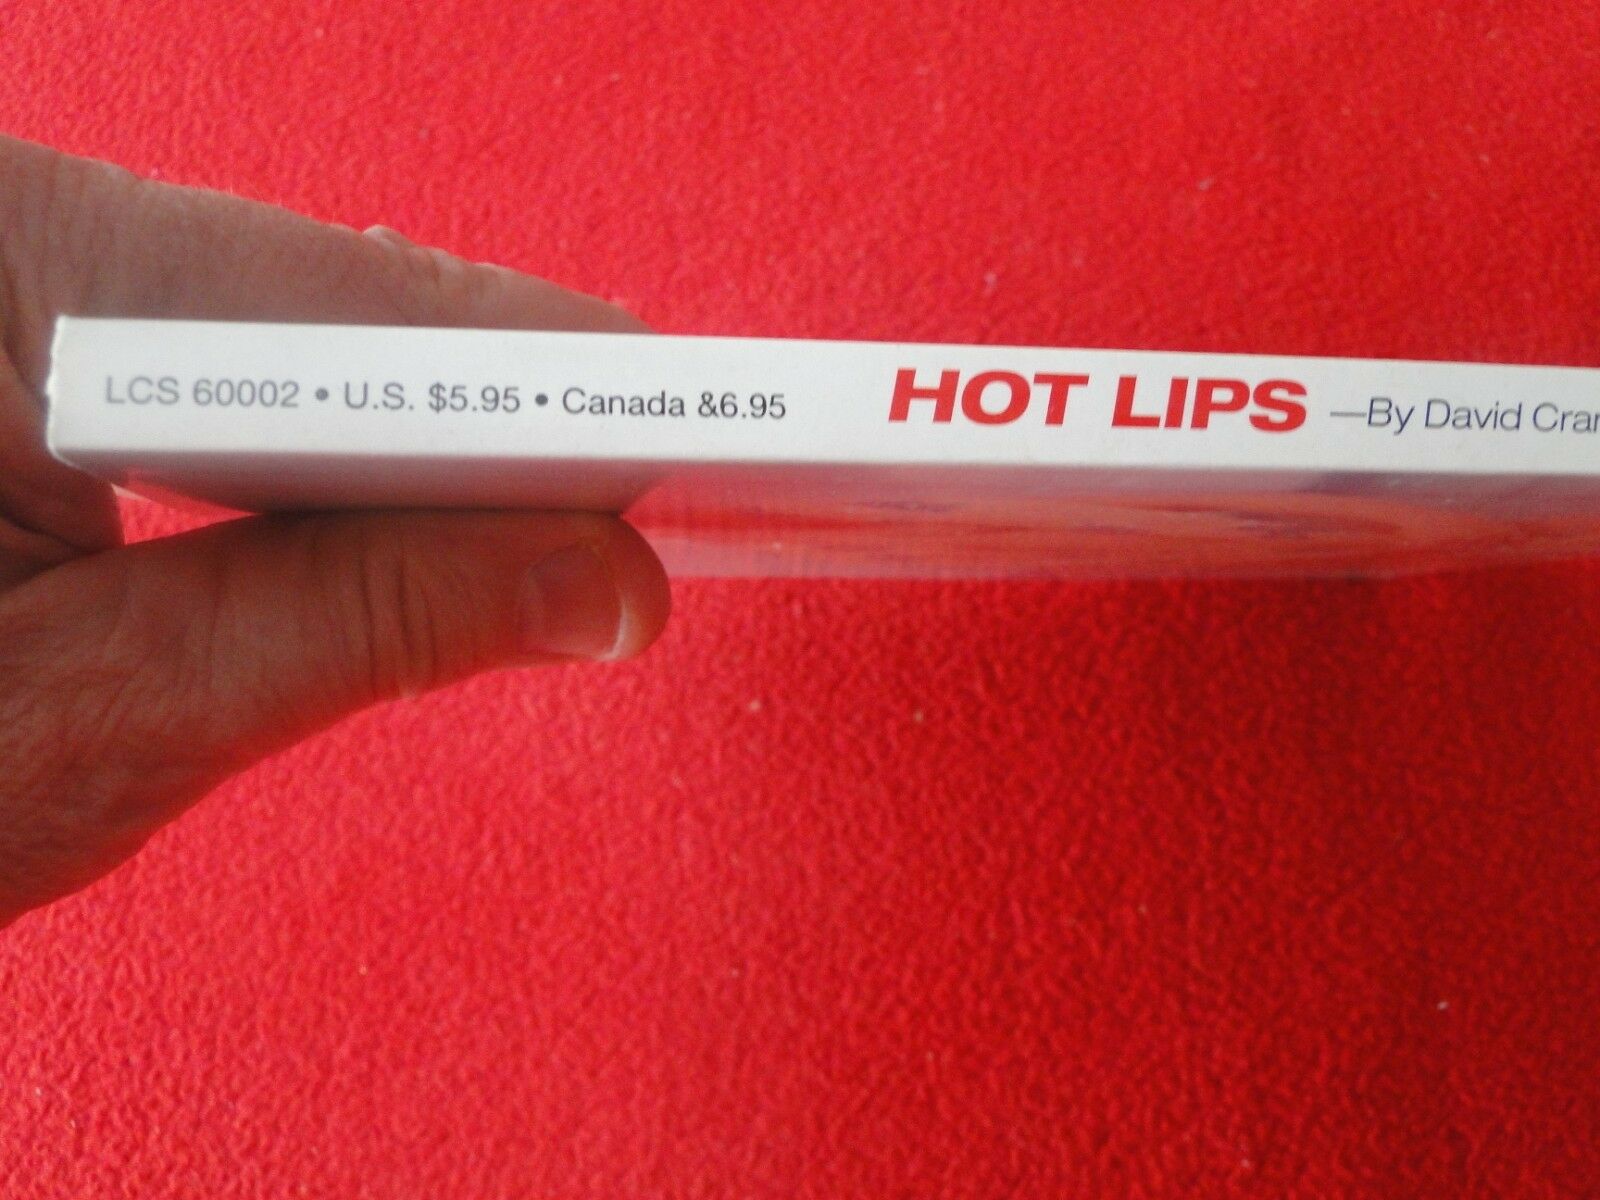 LCS 60002 • U.S. $5.95 • Canada &6.95 HOT LIPS —By David